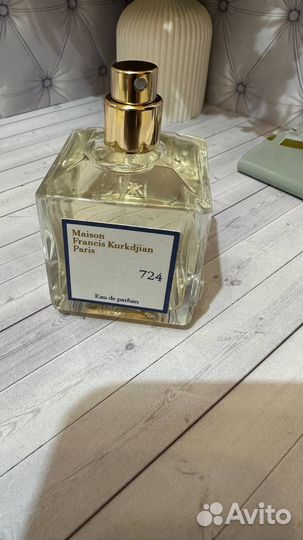 Maison
Francis Kurkdjian
Paris
724
Eau de parfum
Avito